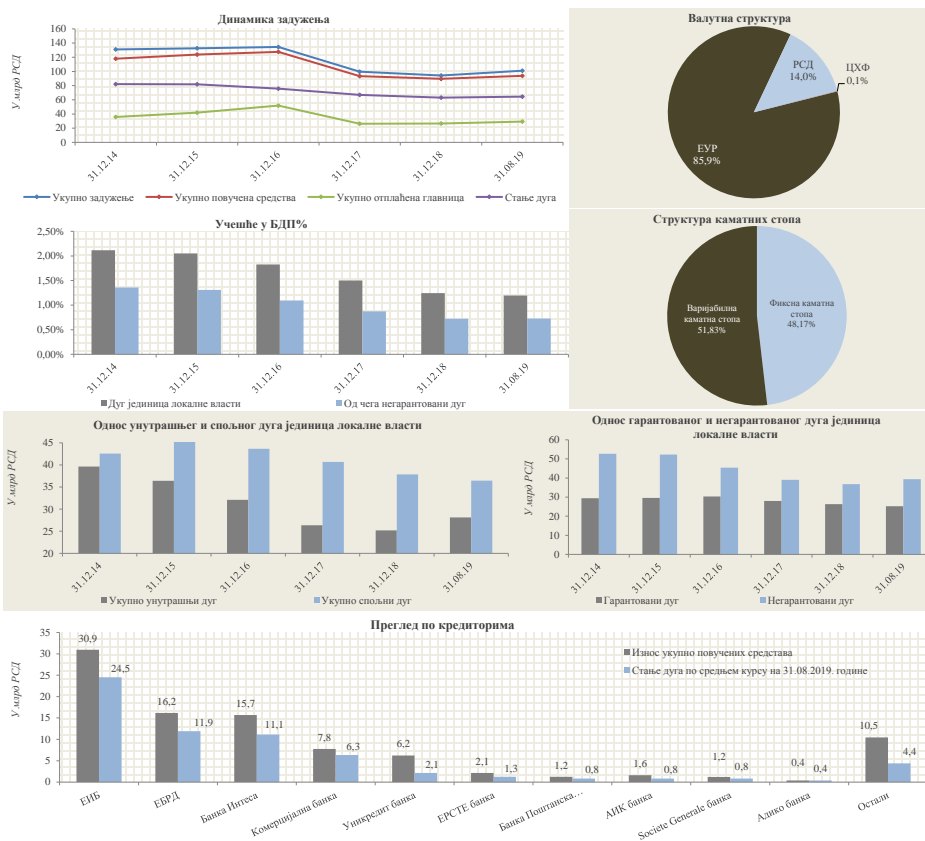 Динамика задужења
У млрд РСД
160
140
120
100
80
60
40
20
0
31.12.14
31.12.15
31.12.16
31.12.17
31.12.18
31.08.19
Укупно задужење
Укупно повучена средства
Укупно отплаћена главница
Стање дуга
Валутна структура
РСД
14,0%
ЦХФ
0,1%
ЕУР
85,9%
Учешће у БДП%
2,50%
2,00%
1,50%
1,00%
0,50%
0,00%
31.12.14
31.12.15
31.12.16
31.12.17
31.12.18
31.08.19
Дуг јединица локалне власти
Од чега негарантовани дуг
Структура каматних стопа
Варијабилна
каматна стопа
51,83%
Фиксна каматна
стопа
48,17%
Однос унутрашњег и спољног дуга јединица локалне власти
У млрд РСД
45
40
35
30
25
20
31.12.14
31.12.15
31.12.16
31.12.17
31.12.18
31.08.19
Укупно унутрашњи дуг
Укупно спољни дуг
Однос гарантованог и негарантованог дуга јединица
локалне власти
У млрд РСД
60
50
40
30
20
10
0
31.12.14
31.12.15
31.12.16
31.12.17
31.12.18
31.08.19
Гарантовани дуг
Негарантовани дуг
Преглед по кредиторима
У млрд РСД
35
30
25
20
15
10
5
0
Износ укупно повучених средстава
Стање дуга по средњем курсу на 31.08.2019. године
30,9
24,5
16,2
11,9
15,7
11,1
7,8
6,3
6,2
2,1
2,1
1,3
1,2
0,8
1,6
0,8
1,2
0,8
0,4
0,4
10,5
4,4
ЕИБ
ЕБРД
Банка Интеса
Комерцијална банка
Уникредит банка
ЕРСТЕ банка
Банка Поштанска…
АИК банка
Societe Generale банка
Адико банка
Остали